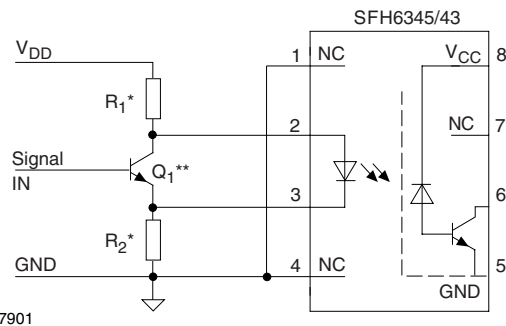 SFH6345/43
V_DD
1 NC
V_CC 8
R_1*
NC 7
2
Signal
IN
Q_1**
3
6
R_2*
GND
4 NC
5
GND
7901